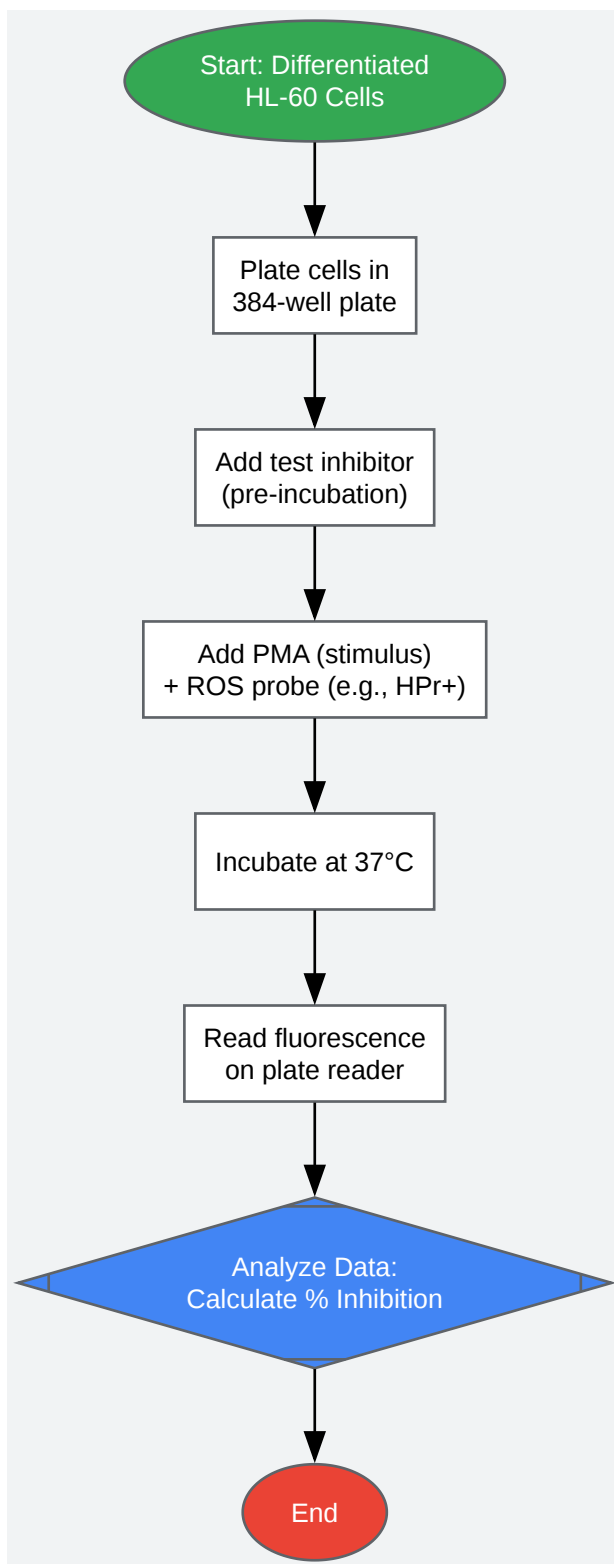 Start: Differentiated
HL-60 Cells
Plate cells in
384-well plate
Add test inhibitor
(pre-incubation)
Add PMA (stimulus)
+ ROS probe (e.g., HPr+)
Incubate at 37°C
Read fluorescence
on plate reader
Analyze Data:
Calculate % Inhibition
End